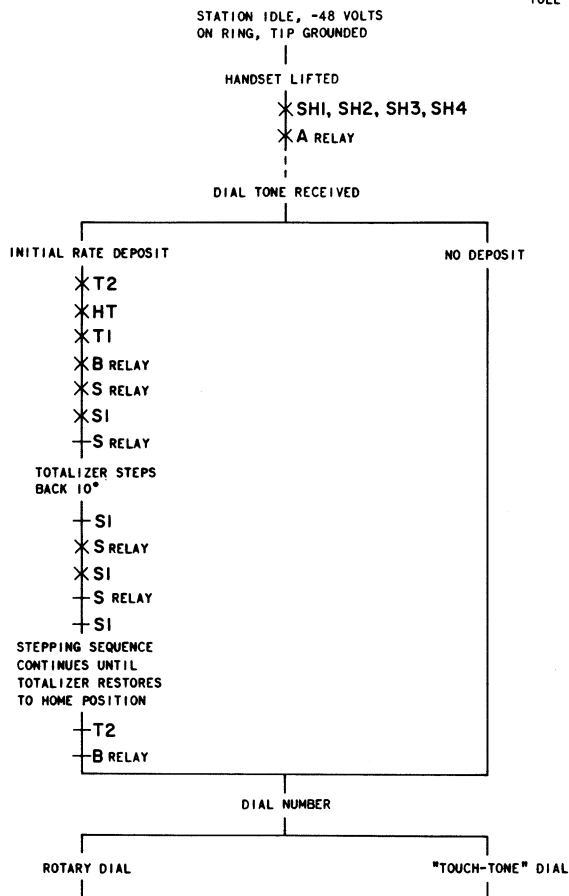 STATION IDLE, -48 VOLTS
ON RING, TIP GROUNDED
HANDSET LIFTED
SH1, SH2, SH3, SH4
A RELAY
DIAL TONE RECEIVED
INITIAL RATE DEPOSIT
NO DEPOSIT
T2
HT
T1
B RELAY
S RELAY
S1
S RELAY
TOTALIZER STEPS
BACK 10°
S1
S RELAY
S1
S RELAY
S1
STEPPING SEQUENCE
CONTINUES UNTIL
TOTALIZER RESTORES
TO HOME POSITION
T2
B RELAY
DIAL NUMBER
ROTARY DIAL
"TOUCH-TONE" DIAL